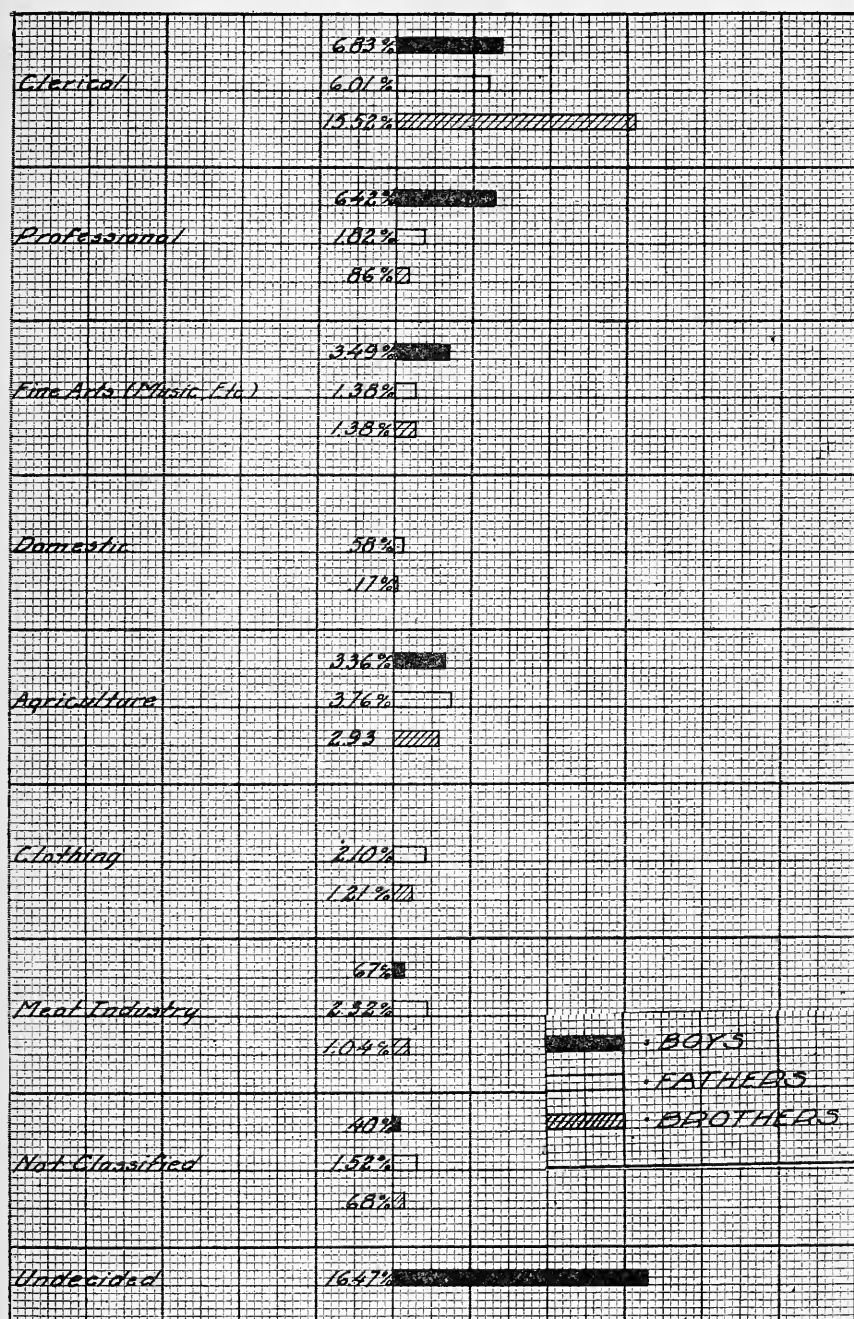 6.83%
Clerical 6.01%
15.52%
6.42%
Professional 1.82%
.86%
3.49%
Fine Arts (Music, Etc.) 1.38%
1.38%
Domestic .58%
.17%
3.36%
Agriculture 3.76%
2.93
Clothing 2.10%
1.21%
.67%
Meat Industry 2.32%
1.04%
• BOYS
• FATHERS
• BROTHERS
.40%
Not Classified 1.52%
.68%
Undecided 16.47%